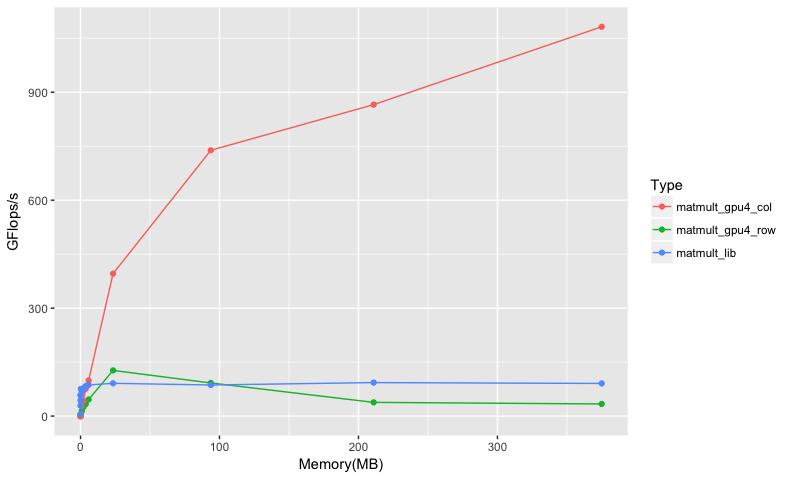 GFlops/s
900
600
300
0
0
100
200
300
Memory(MB)
Type
matmult_gpu4_col
matmult_gpu4_row
matmult_lib